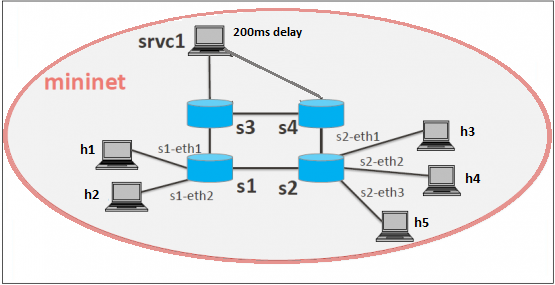 200ms delay
srvc1
mininet
s3 s4
s2-eth1
h3
h1
s1-eth1
s2-eth2
h4
h2
s1-eth2
s1 s2
s2-eth3
h5